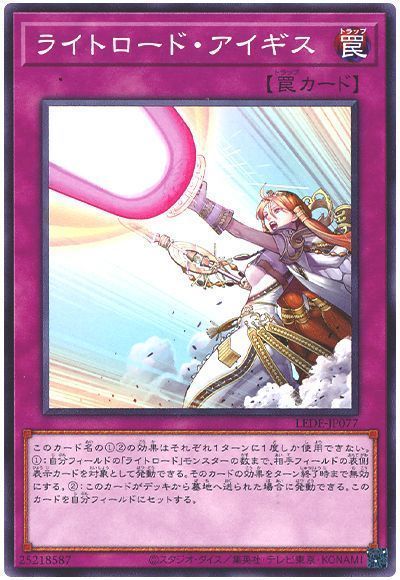 ライトロード・アイギス
トラップ
罠
トラップ
【罠カード】
LEDE-JP077
このカード名の①②の効果はそれぞれ1ターンに1度しか使用できない。
①：自分フィールドの「ライトロード」モンスターの数まで、相手フィールドの表側
表示カードを対象として発動できる。そのカードの効果をターン終了時まで無効
にする。②：このカードがデッキから墓地へ送られた場合に発動できる。この
カードを自分フィールドにセットする。
25218587
©スタジオ・ダイス／集英社・テレビ東京・KONAMI